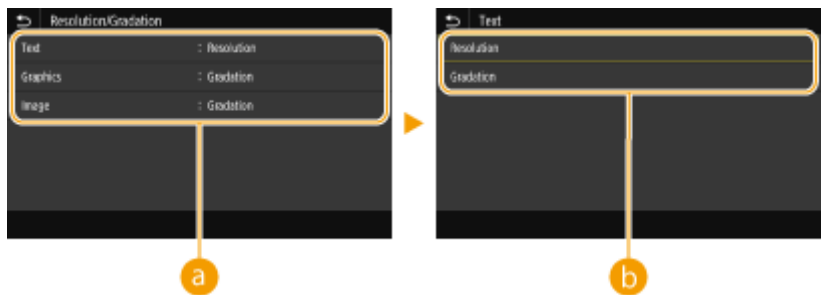 Resolution/Gradation
Text : Resolution
Graphics : Gradation
Image : Gradation
a
Text
Resolution
Gradation
b